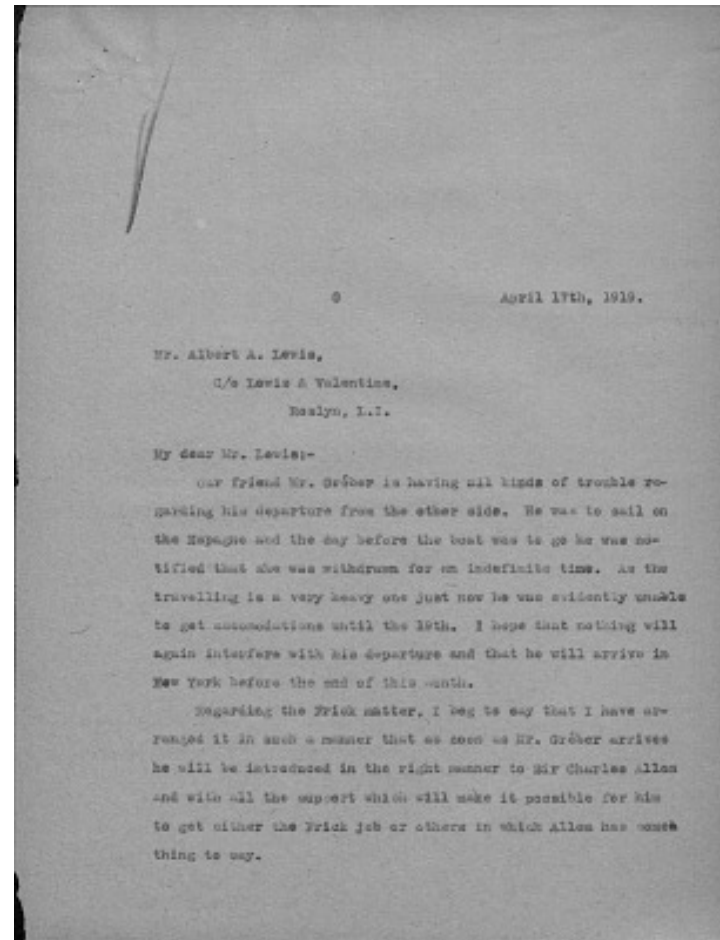 April 17th, 1919.
Mr. Albert A. Lewis,
C/o Lewis & Valentine,
Roslyn, L.I.
My dear Mr. Lewis:-
Our friend Mr. Gréber is having all kinds of trouble re-
garding his departure from the other side. He was to sail on
the Espagne and the day before the boat was to go he was no-
tified that she was withdrawn for an indefinite time. As the
travelling is a very heavy one just now he was evidently unable
to get accomodations until the 19th. I hope that nothing will
again interfere with his departure and that he will arrive in
New York before the end of this month.
Regarding the Frick matter, I beg to say that I have ar-
ranged it in such a manner that as soon as Mr. Gréber arrives
he will be introduced in the right manner to Sir Charles Allom
and with all the support which will make it possible for him
to get either the Frick job or others in which Allom has some
thing to say.